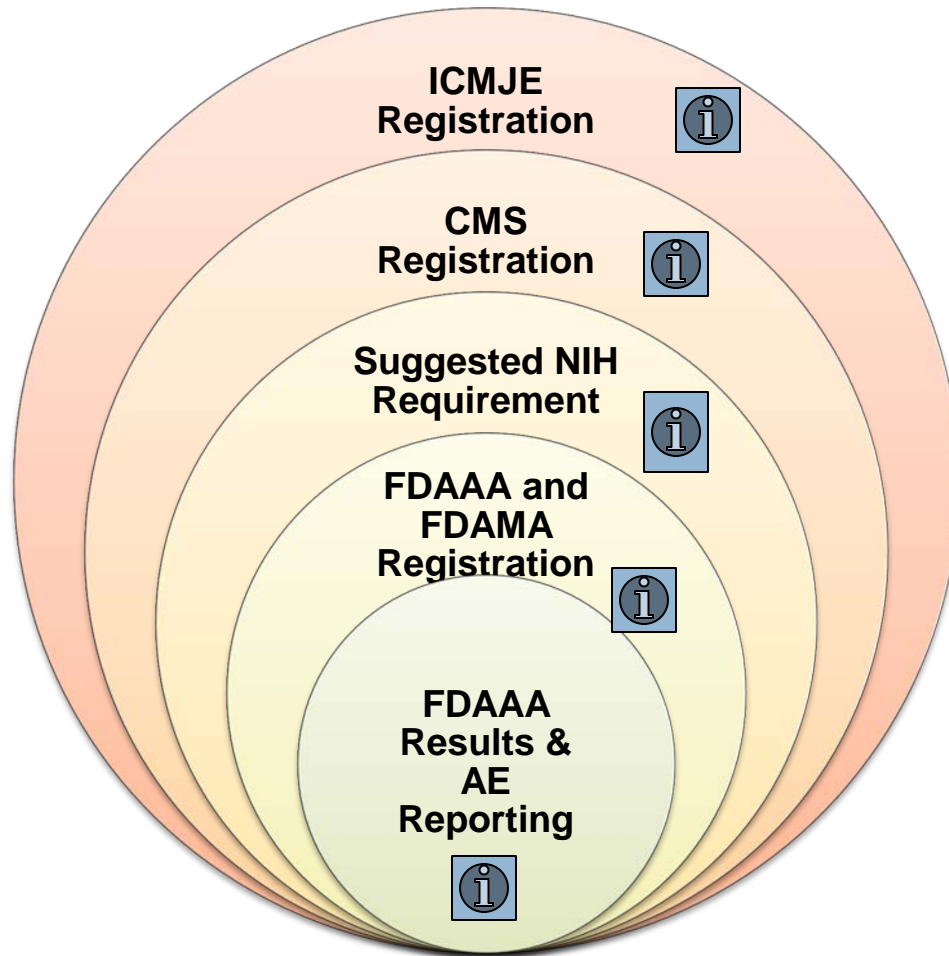 ICMJE
Registration
CMS
Registration
Suggested NIH
Requirement
FDAAA and
FDAMA
Registration
FDAAA
Results &
AE
Reporting